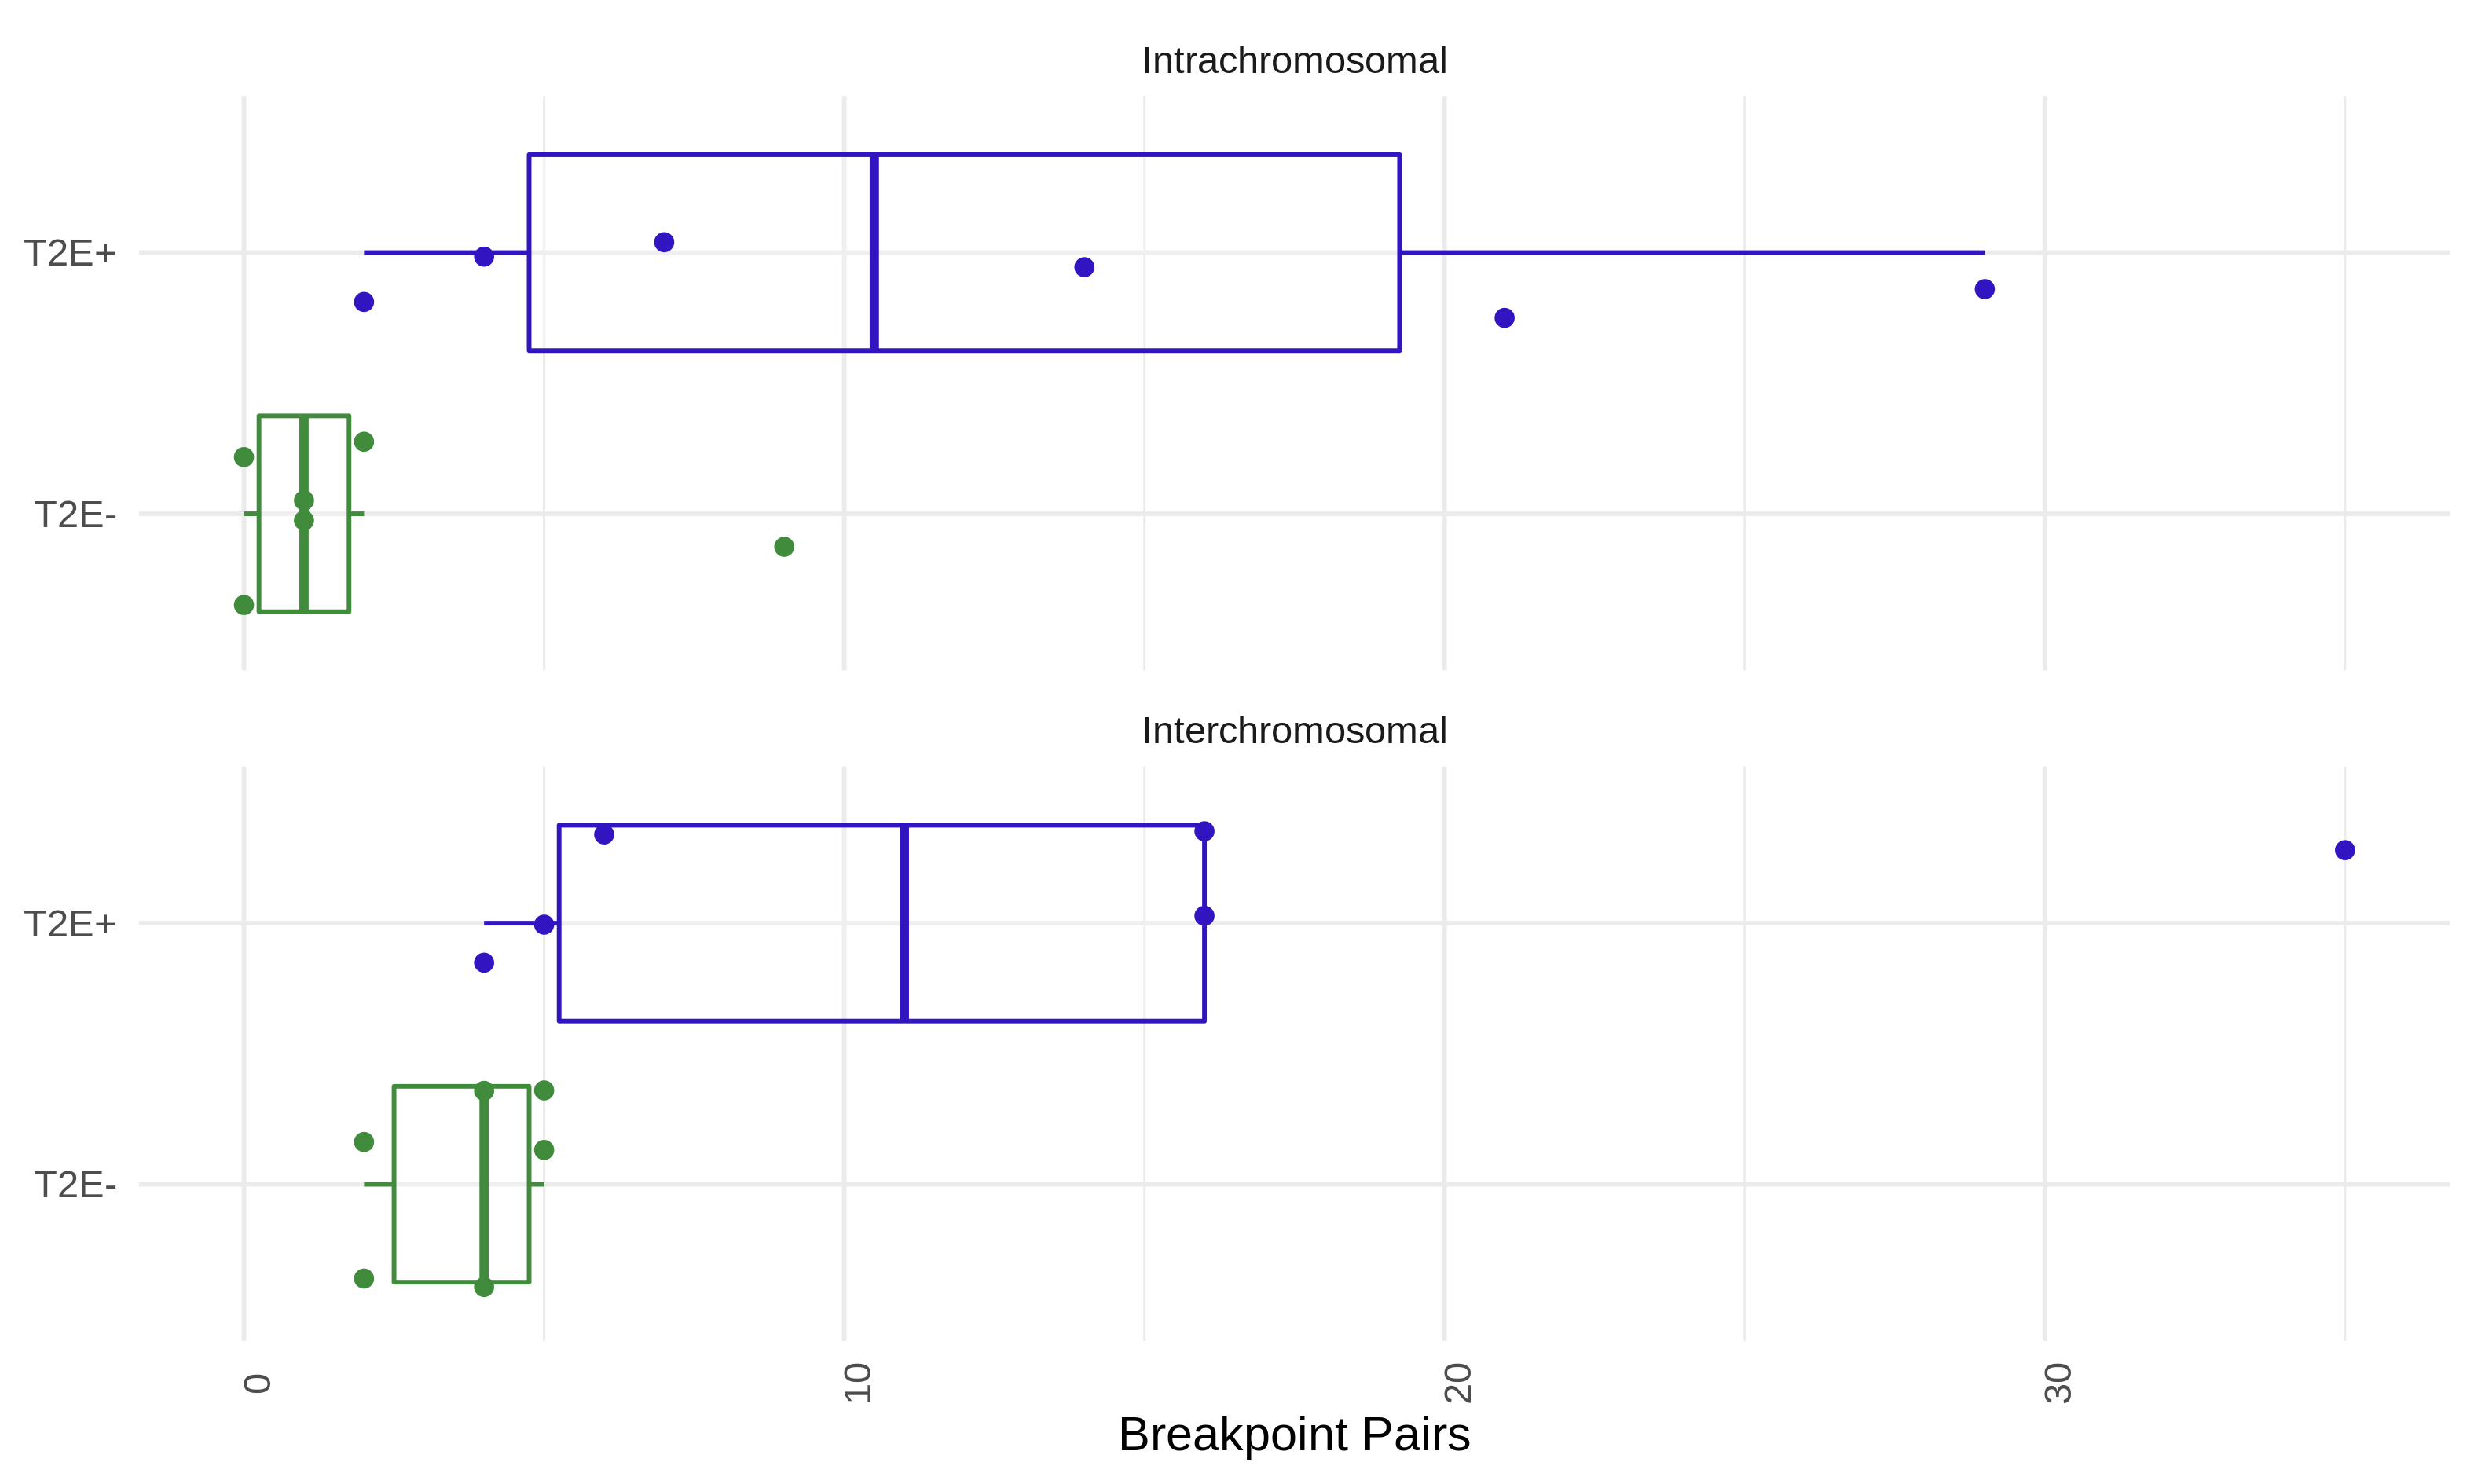 Intrachromosomal
T2E+
T2E-
Interchromosomal
T2E+
T2E-
0 10 20 30
Breakpoint Pairs